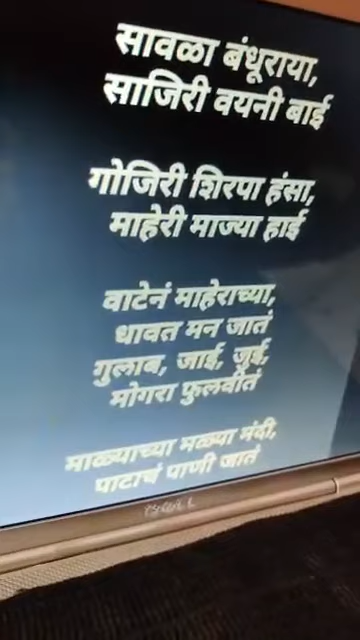 सावळा बंधूराया,
साजिरी वयनी बाई
गोजिरी शिरपा हंसा,
माहेरी माज्या हाई
वाटेनं माहेराच्या,
धावत मन जातं
गुलाब, जाई, जुई,
मोगरा फुलवीतं
माळ्याच्या मळ्या मंदी,
पाटाचं पाणी जातं